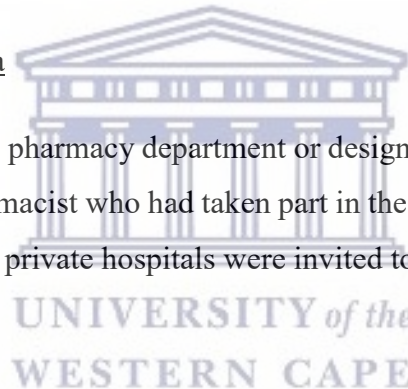 pharmacy department or design
macist who had taken part in the
private hospitals were invited to
UNIVERSITY of the
WESTERN CAPE